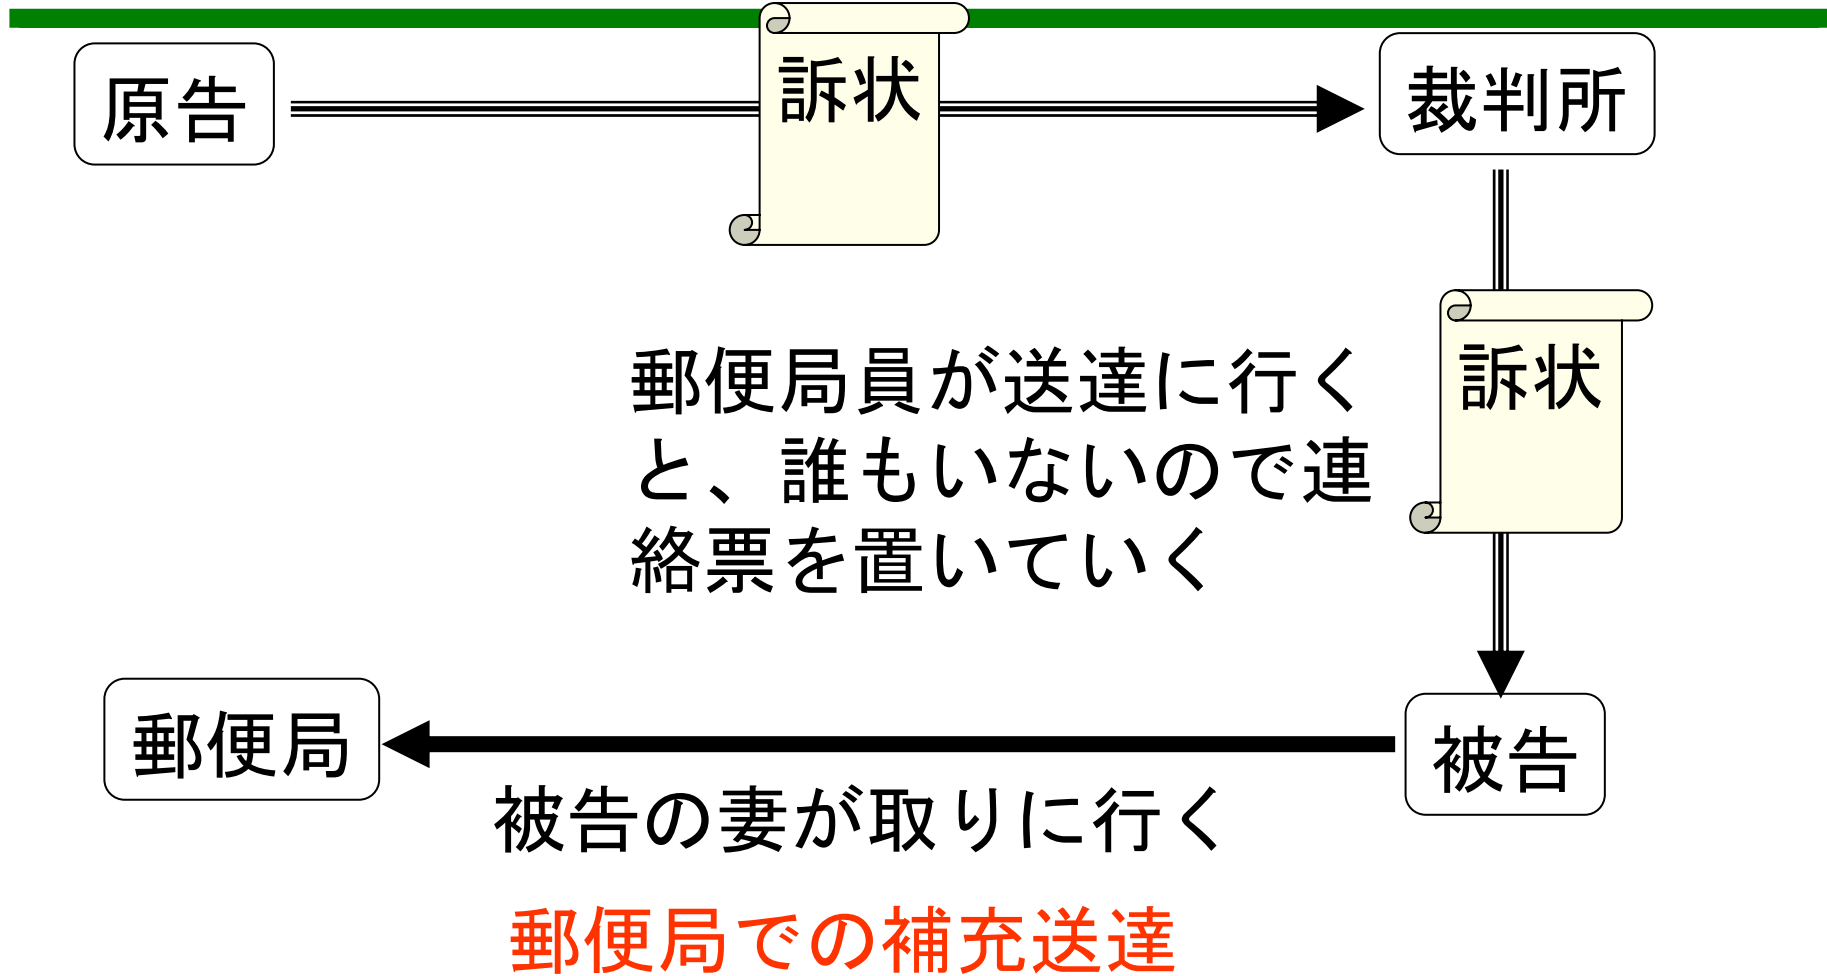 原告
訴状
裁判所
訴状
郵便局員が送達に行く
と、誰もいないので連
絡票を置いていく
郵便局
被告
被告の妻が取りに行く
郵便局での補充送達